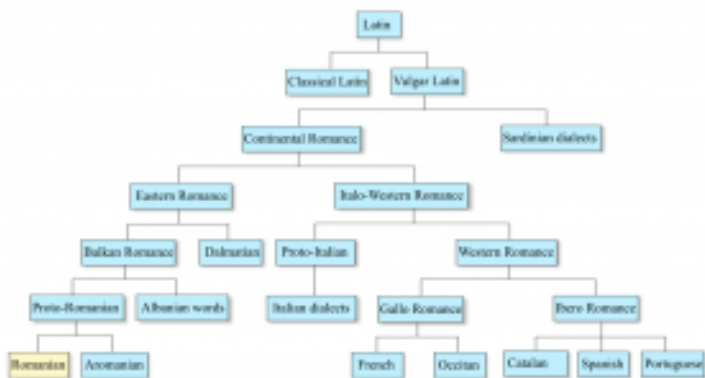 Latin
Classical Latin
Vulgar Latin
Continental Romance
Sardinian dialects
Eastern Romance
Italo-Western Romance
Balkan Romance
Dalmatian
Proto-Italian
Western Romance
Proto-Romanian
Albanian words
Italian dialects
Gallo Romance
Ibero Romance
Romanian
Aromanian
French
Occitan
Catalan
Spanish
Portuguese